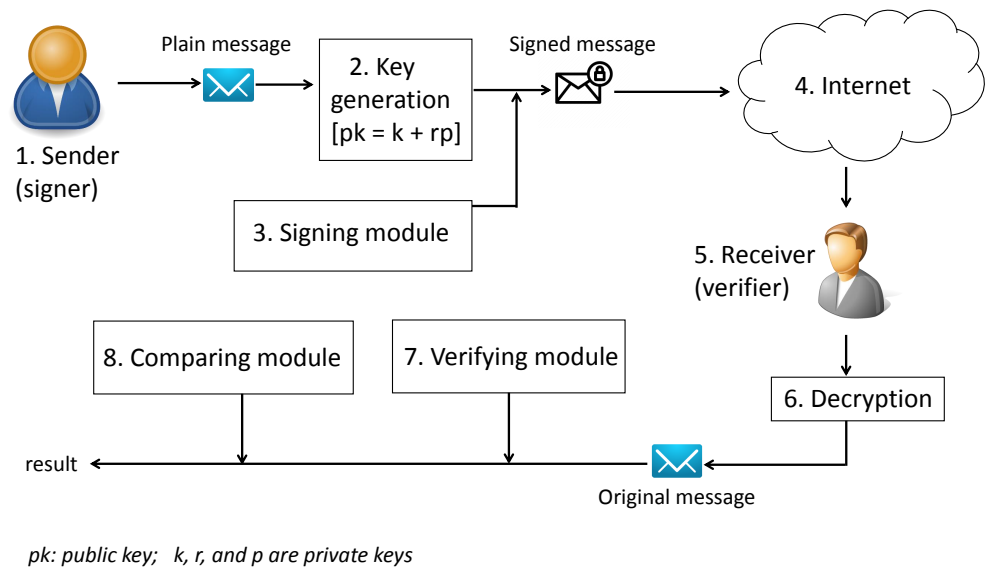 Plain message
Signed message
2. Key
generation
[pk = k + rp]
4. Internet
1. Sender
(signer)
3. Signing module
5. Receiver
(verifier)
8. Comparing module
7. Verifying module
6. Decryption
result
Original message
pk: public key;   k, r, and p are private keys